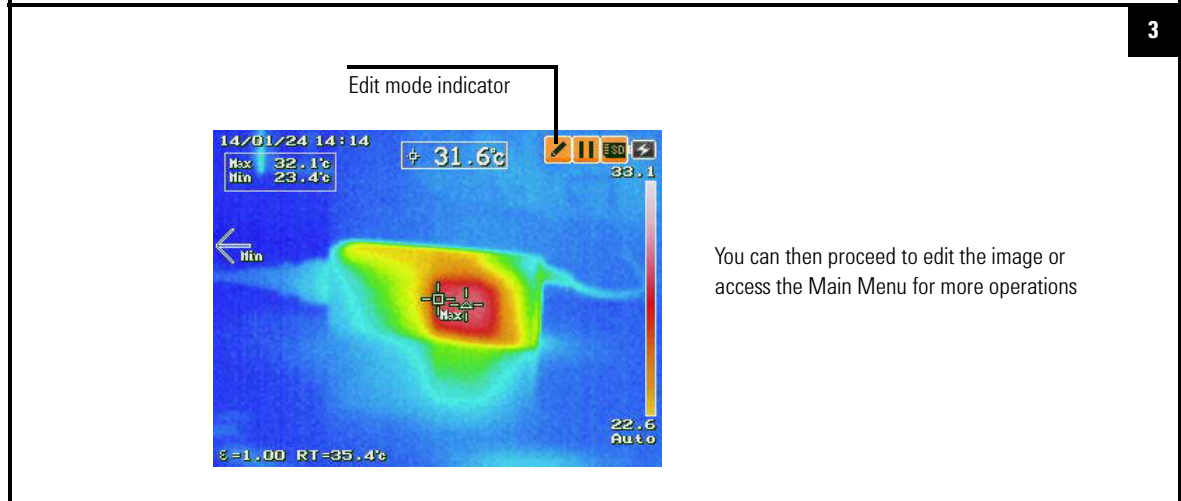 3
Edit mode indicator
14/01/24 14:14
Max 32.1°c
Min 23.4°c
31.6°c
SD
33.1
Min
Max
You can then proceed to edit the image or
access the Main Menu for more operations
22.6
Auto
ε=1.00 RT=35.4°c